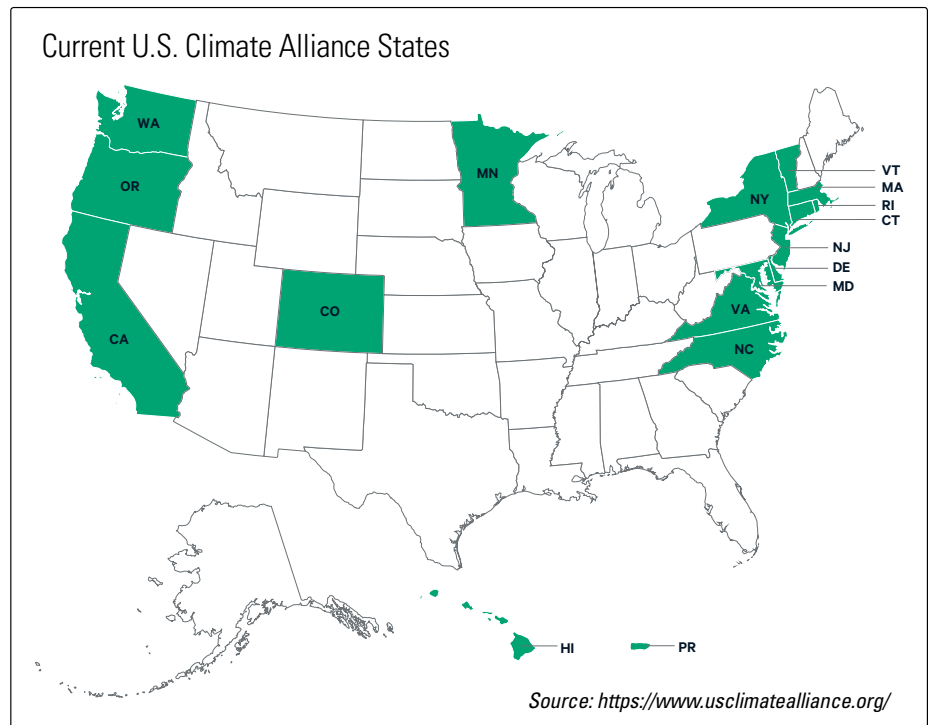 Current U.S. Climate Alliance States
WA
OR
CA
CO
MN
NY
VT
MA
RI
CT
NJ
DE
MD
VA
NC
HI
PR
Source: https://www.usclimatealliance.org/